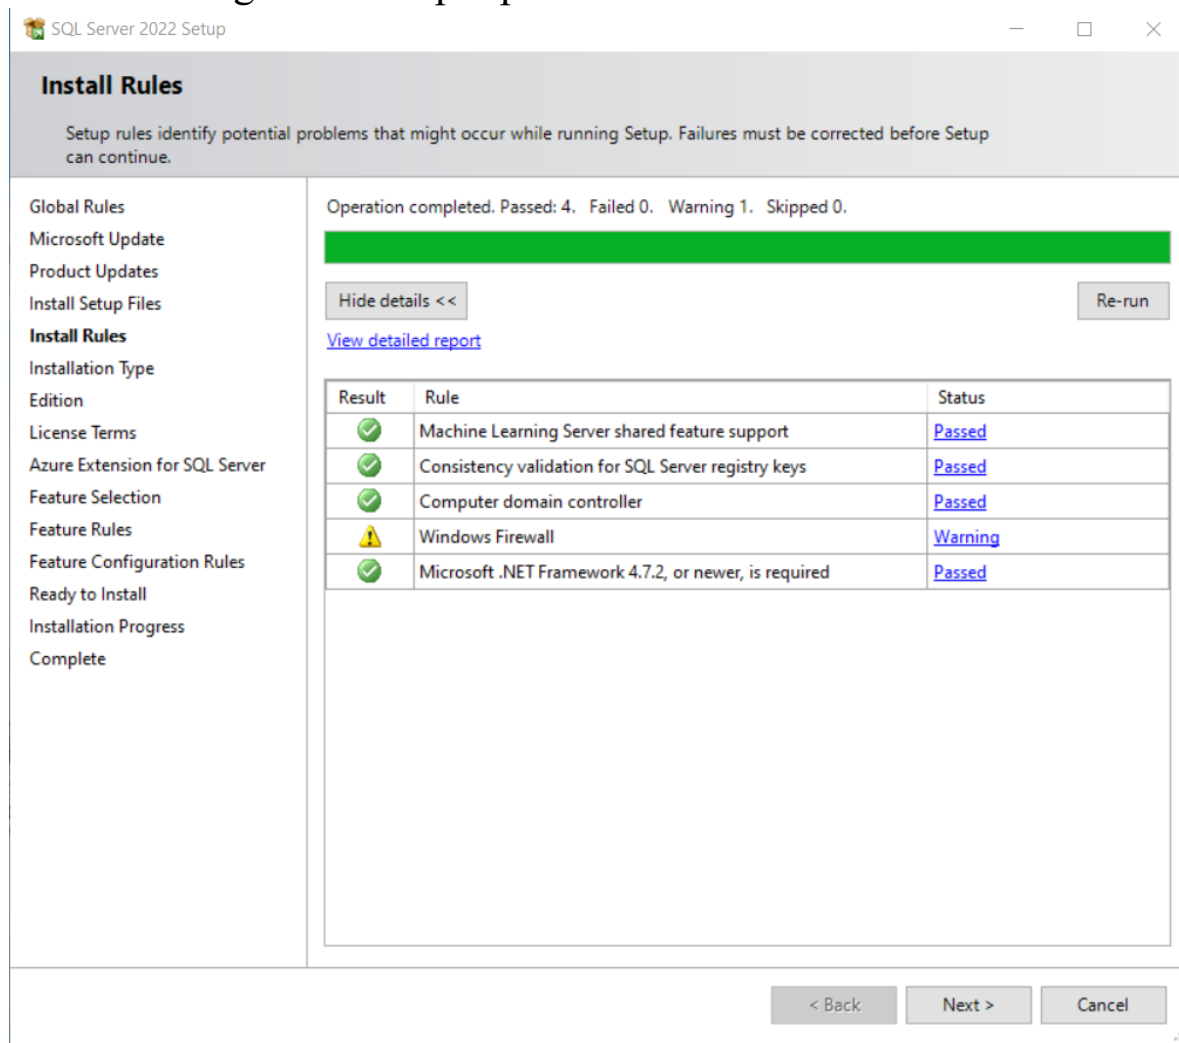 SQL Server 2022 Setup
Install Rules
Setup rules identify potential problems that might occur while running Setup. Failures must be corrected before Setup
can continue.
Global Rules
Microsoft Update
Product Updates
Install Setup Files
Install Rules
Installation Type
Edition
License Terms
Azure Extension for SQL Server
Feature Selection
Feature Rules
Feature Configuration Rules
Ready to Install
Installation Progress
Complete
Operation completed. Passed: 4. Failed 0. Warning 1. Skipped 0.
Hide details <<
Re-run
View detailed report
Result Rule Status
Machine Learning Server shared feature support Passed
Consistency validation for SQL Server registry keys Passed
Computer domain controller Passed
Windows Firewall Warning
Microsoft .NET Framework 4.7.2, or newer, is required Passed
< Back Next > Cancel